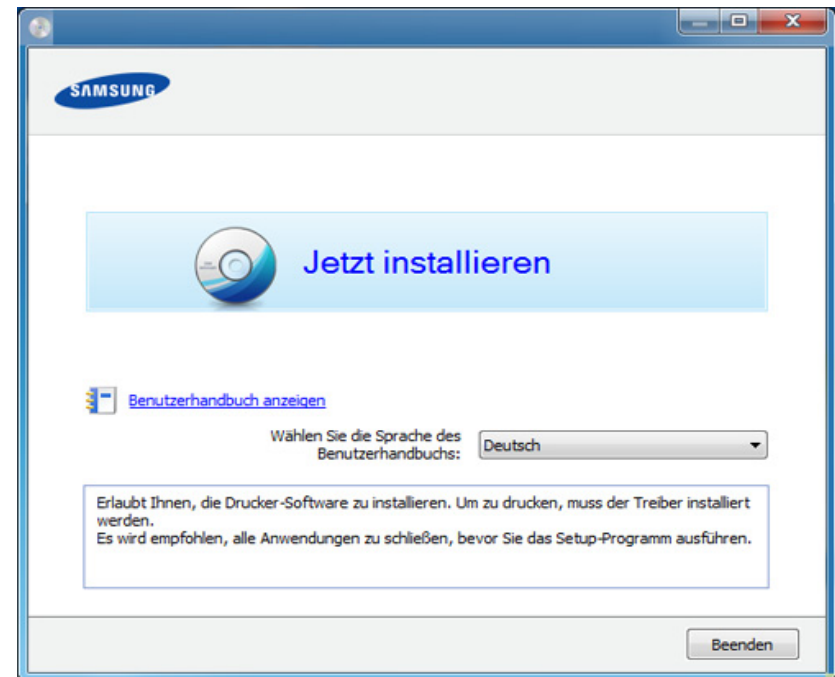 SAMSUNG
Jetzt installieren
Benutzerhandbuch anzeigen
Wählen Sie die Sprache des
Benutzerhandbuchs:
Deutsch
Erlaubt Ihnen, die Drucker-Software zu installieren. Um zu drucken, muss der Treiber installiert
werden.
Es wird empfohlen, alle Anwendungen zu schließen, bevor Sie das Setup-Programm ausführen.
Beenden